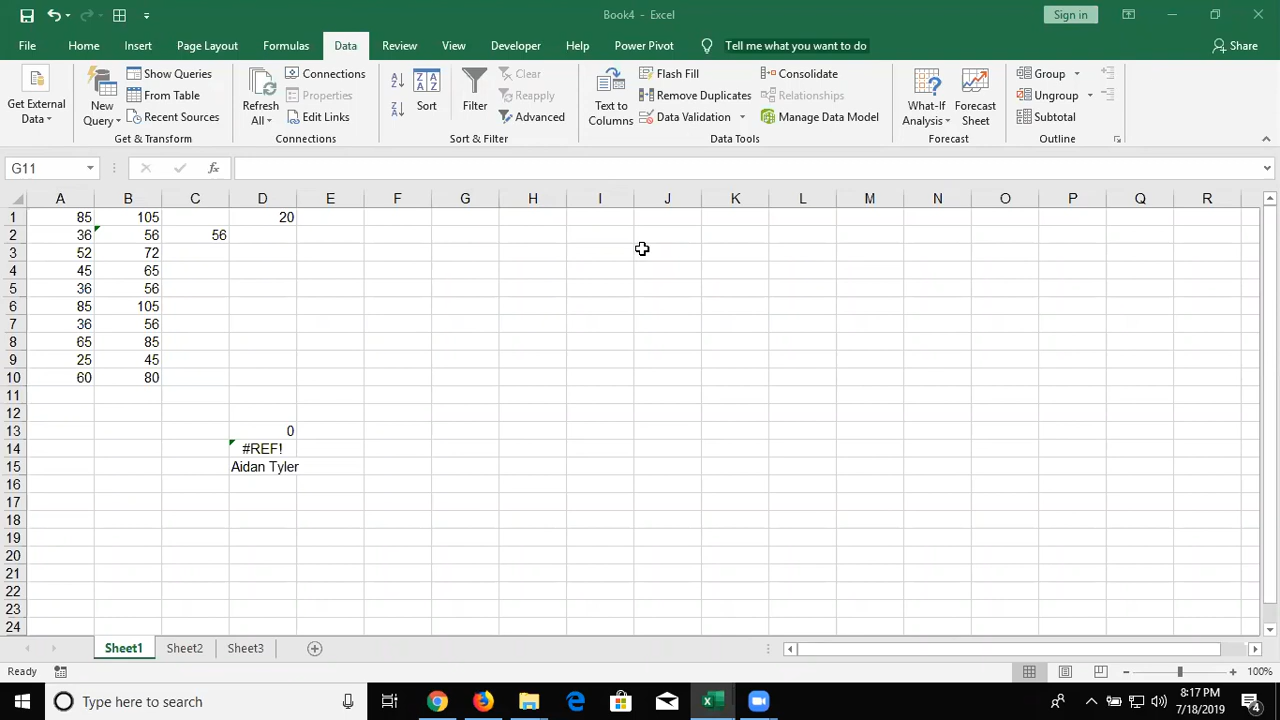 Book4 - Excel
Sign in
File Home Insert Page Layout Formulas Data Review View Developer Help Power Pivot Tell me what you want to do Share
Get External Data
New Query
Show Queries
From Table
Recent Sources
Get & Transform
Refresh All
Connections
Properties
Edit Links
Connections
Sort
Filter
Clear
Reapply
Advanced
Sort & Filter
Text to Columns
Flash Fill
Remove Duplicates
Data Validation
Consolidate
Relationships
Manage Data Model
Data Tools
What-If Analysis
Forecast Sheet
Forecast
Group
Ungroup
Subtotal
Outline
G11 fx
A B C D E F G H I J K L M N O P Q R
1 85 105 20
2 36 56 56
3 52 72
4 45 65
5 36 56
6 85 105
7 36 56
8 65 85
9 25 45
10 60 80
11
12
13 0
14 #REF!
15 Aidan Tyler
16
17
18
19
20
21
22
23
24
Sheet1 Sheet2 Sheet3
Ready 100%
Type here to search
8:17 PM
7/18/2019
4